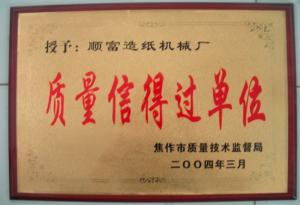 授予：顺富造纸机械厂
质量信得过单位
焦作市质量技术监督局
二〇〇四年三月